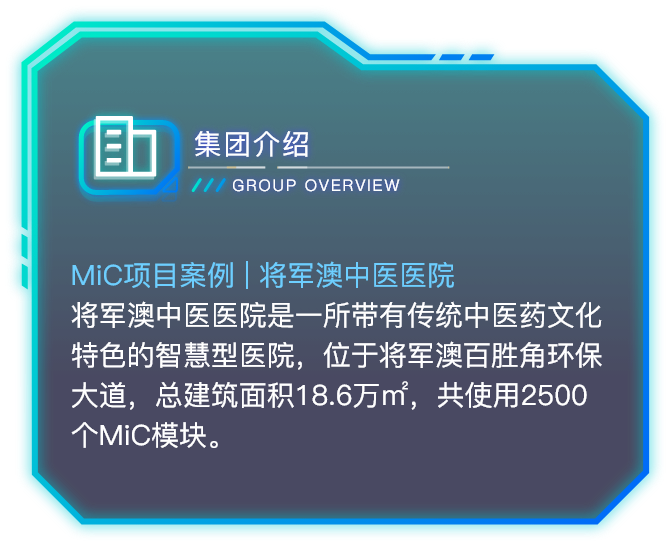 集团介绍
GROUP OVERVIEW
MiC项目案例 | 将军澳中医医院
将军澳中医医院是一所带有传统中医药文化
特色的智慧型医院，位于将军澳百胜角环保
大道，总建筑面积18.6万㎡，共使用2500
个MiC模块。